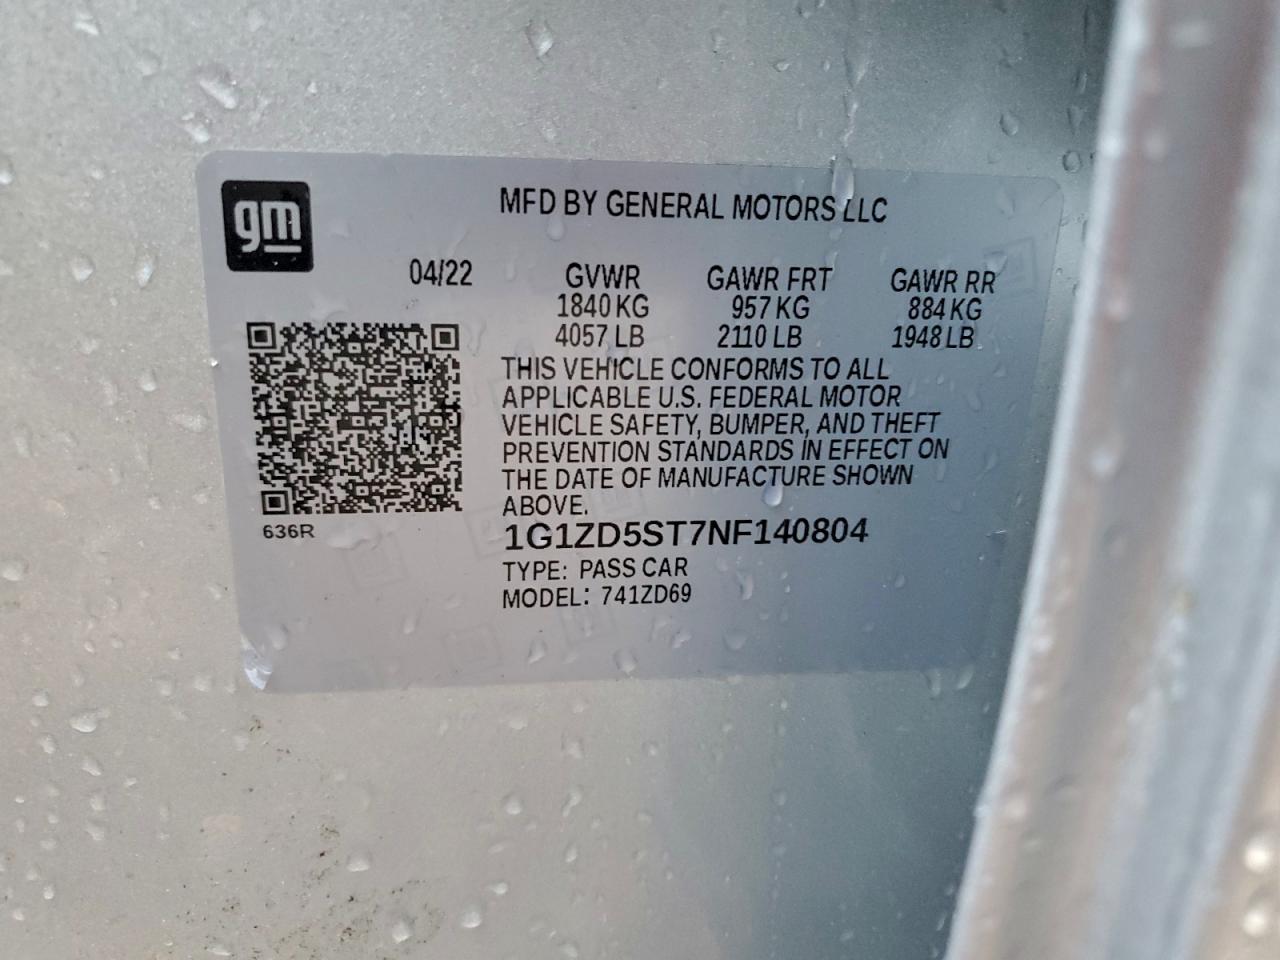 gm
MFD BY GENERAL MOTORS LLC
04/22 GVWR GAWR FRT GAWR RR
1840 KG 957 KG 884 KG
4057 LB 2110 LB 1948 LB
THIS VEHICLE CONFORMS TO ALL
APPLICABLE U.S. FEDERAL MOTOR
VEHICLE SAFETY, BUMPER, AND THEFT
PREVENTION STANDARDS IN EFFECT ON
THE DATE OF MANUFACTURE SHOWN
ABOVE.
636R
1G1ZD5ST7NF140804
TYPE: PASS CAR
MODEL: 741ZD69